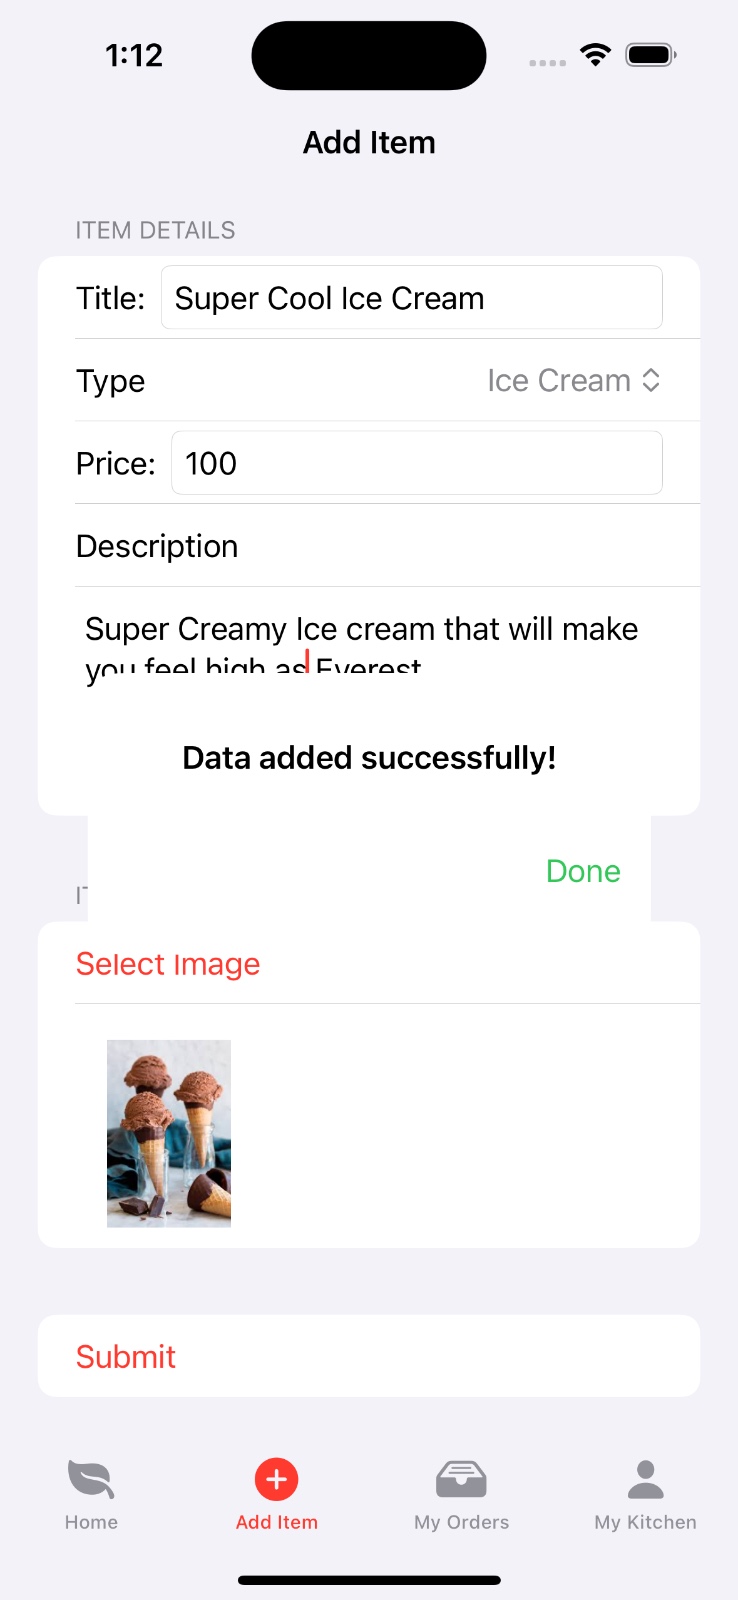 1:12
Add Item
ITEM DETAILS
Title: Super Cool Ice Cream
Type Ice Cream
Price: 100
Description
Super Creamy Ice cream that will make
you feel high as Everest
Data added successfully!
Done
Select Image
Submit
Home Add Item My Orders My Kitchen